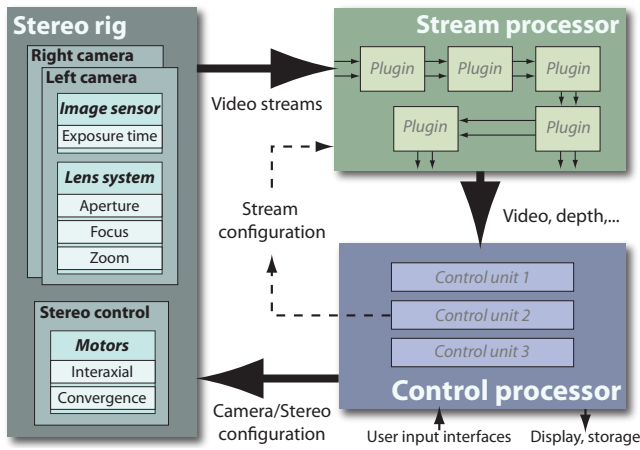 Stereo rig
Right camera
Left camera
Image sensor
Exposure time
Lens system
Aperture
Focus
Zoom
Stereo control
Motors
Interaxial
Convergence
Video streams
Stream
configuration
Camera/Stereo
configuration
Stream processor
Plugin
Plugin
Plugin
Plugin
Plugin
Video, depth,...
Control unit 1
Control unit 2
Control unit 3
Control processor
User input interfaces
Display, storage